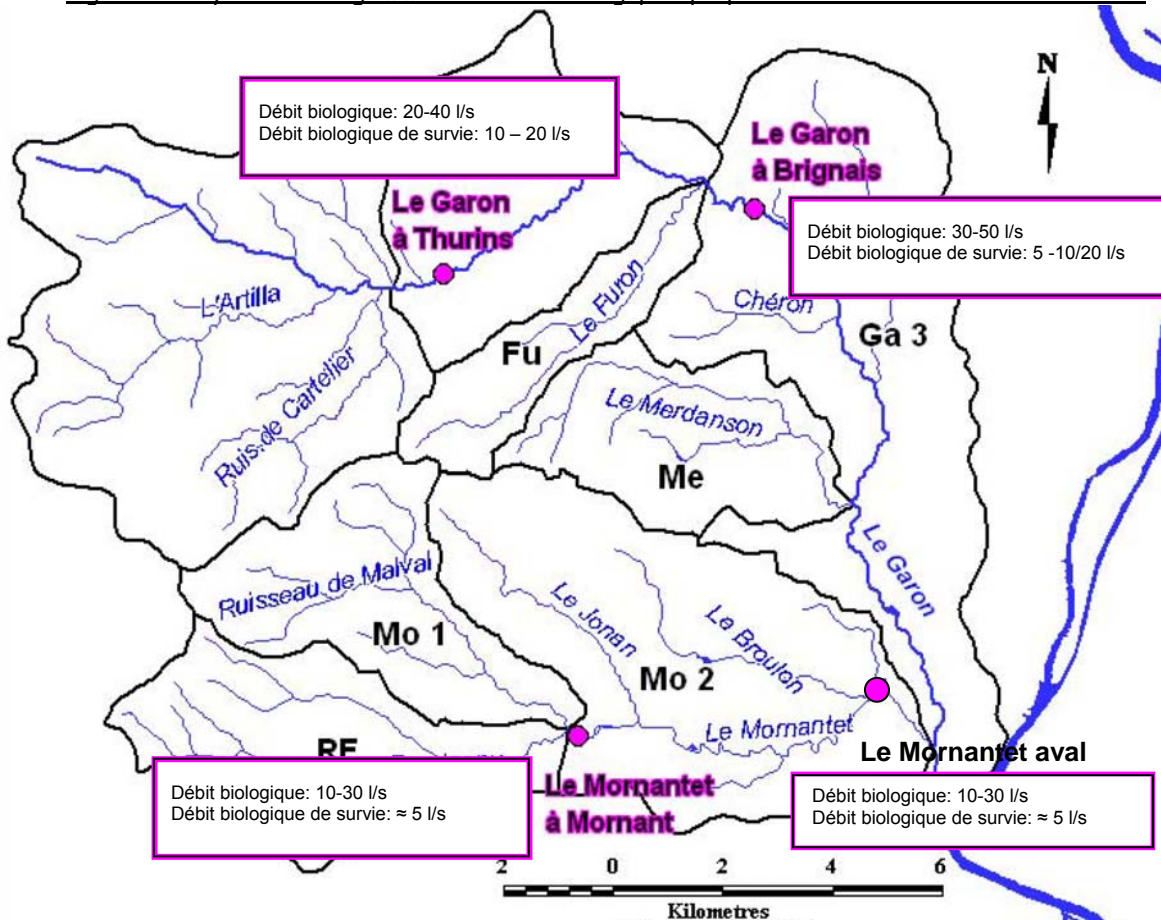 N
Débit biologique: 20-40 l/s
Débit biologique de survie: 10 – 20 l/s
Le Garon
à Brignais
Le Garon
à Thurins
Débit biologique: 30-50 l/s
Débit biologique de survie: 5 -10/20 l/s
L'Artilla
Le Furon
Chéron
Ga 3
Fu
Ruis. de Cartelier
Le Merdanson
Me
Le Garon
Ruisseau de Malval
Le Jonan
Le Broulon
Mo 1
Mo 2
Le Mornantet
RF
Le Mornantet aval
Débit biologique: 10-30 l/s
Débit biologique de survie: ≈ 5 l/s
Le Mornantet
à Mornant
Débit biologique: 10-30 l/s
Débit biologique de survie: ≈ 5 l/s
2 0 2 4 6
Kilometres